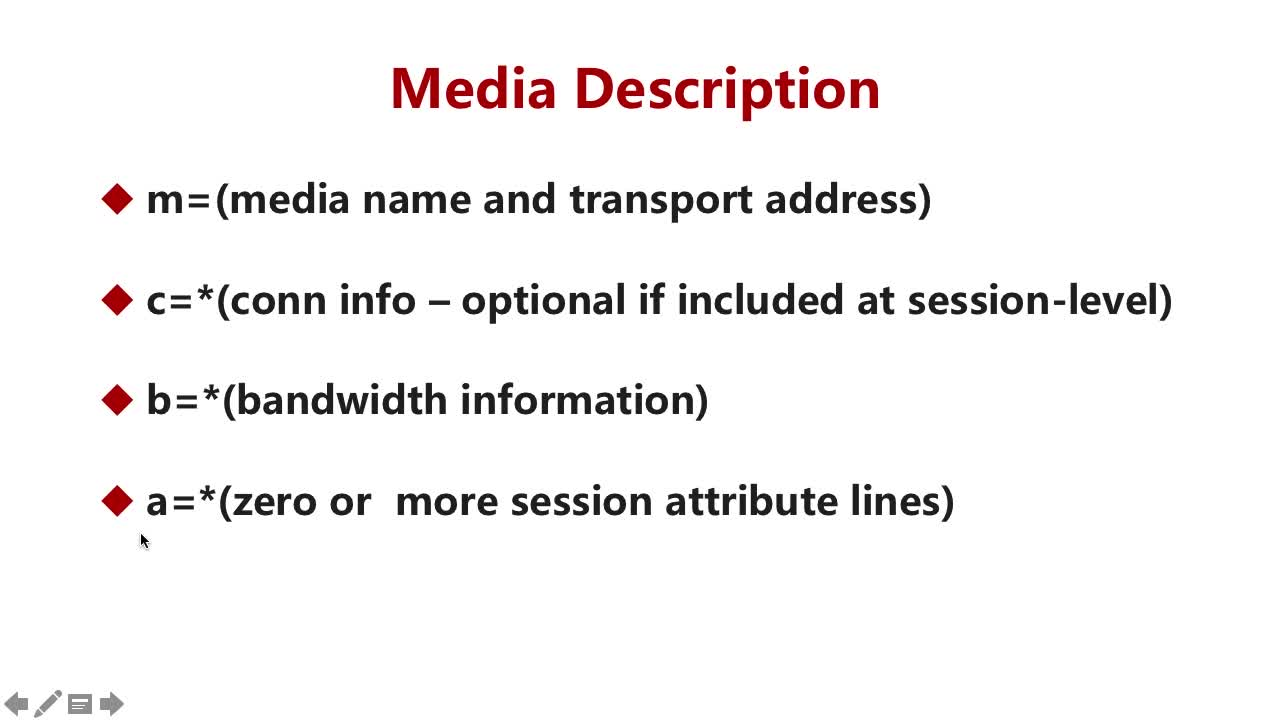 Media Description
m=(media name and transport address)
c=*(conn info – optional if included at session-level)
b=*(bandwidth information)
a=*(zero or  more session attribute lines)